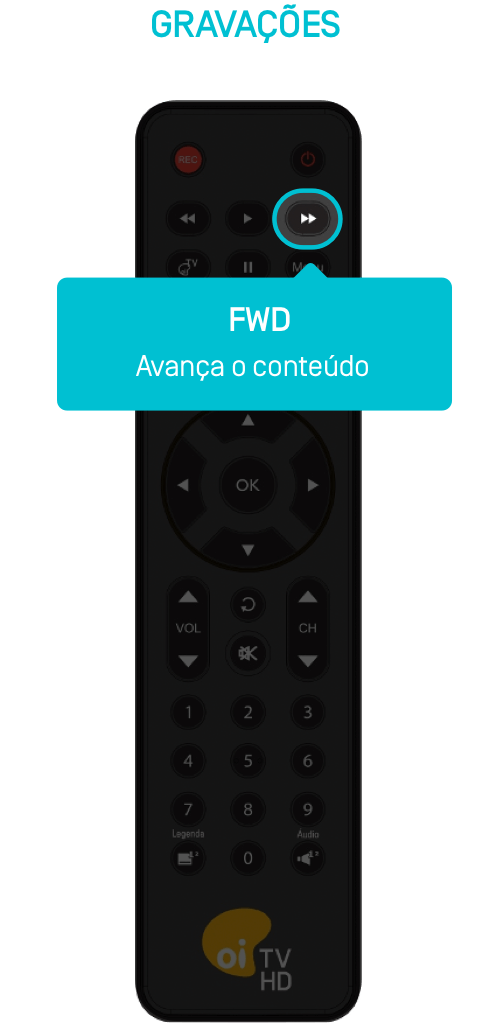 GRAVAÇÕES
REC
TV
Menu
FWD
Avança o conteúdo
OK
VOL
CH
1 2 3
4 5 6
7 8 9
Legenda Áudio
0
oi TV
HD